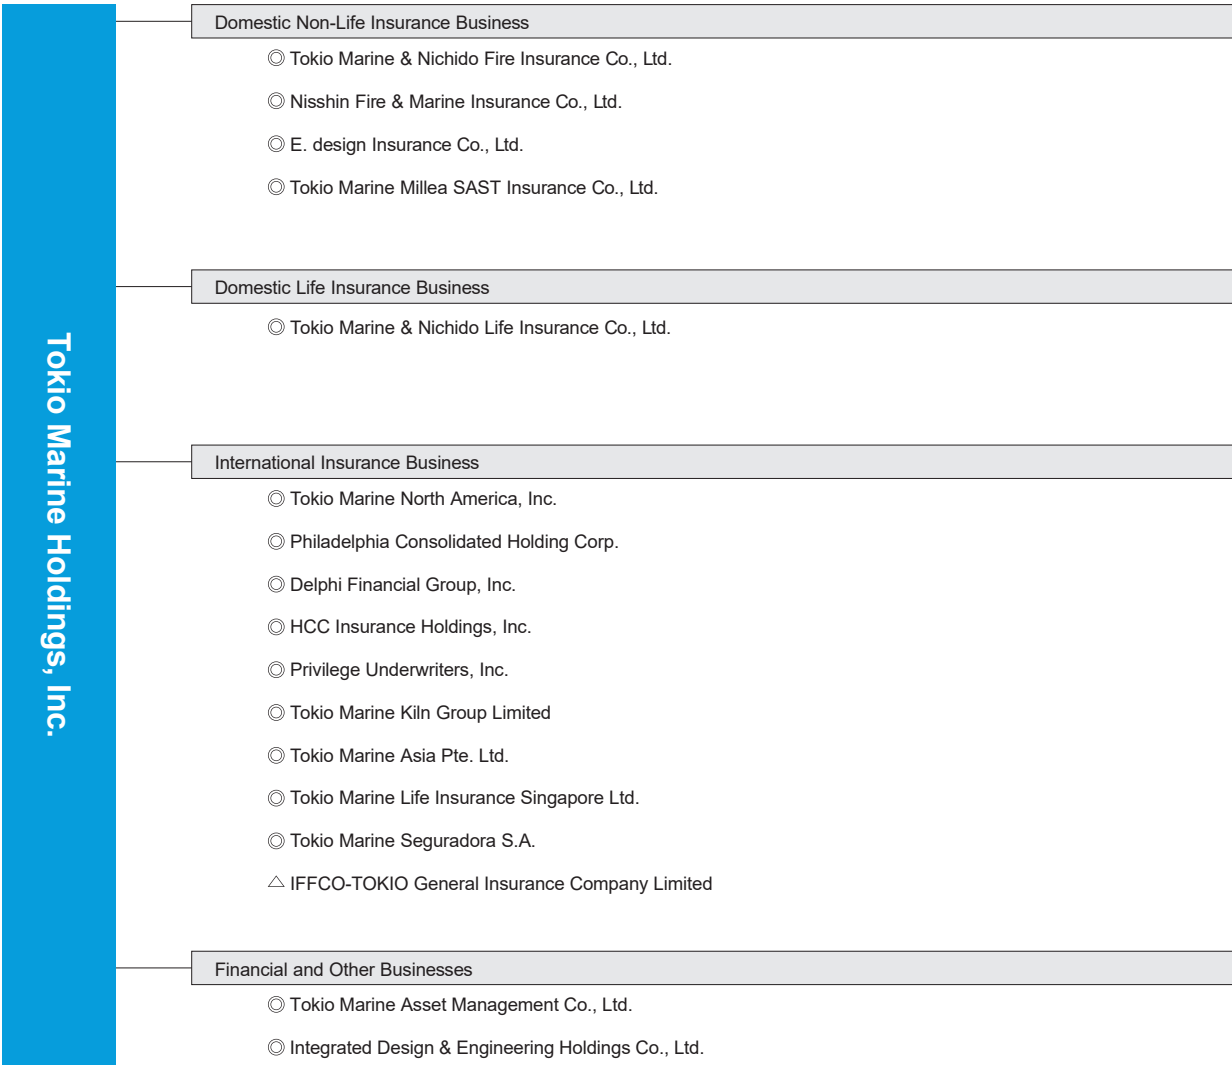 Tokio Marine Holdings, Inc.
Domestic Non-Life Insurance Business
◎ Tokio Marine & Nichido Fire Insurance Co., Ltd.
◎ Nisshin Fire & Marine Insurance Co., Ltd.
◎ E. design Insurance Co., Ltd.
◎ Tokio Marine Millea SAST Insurance Co., Ltd.
Domestic Life Insurance Business
◎ Tokio Marine & Nichido Life Insurance Co., Ltd.
International Insurance Business
◎ Tokio Marine North America, Inc.
◎ Philadelphia Consolidated Holding Corp.
◎ Delphi Financial Group, Inc.
◎ HCC Insurance Holdings, Inc.
◎ Privilege Underwriters, Inc.
◎ Tokio Marine Kiln Group Limited
◎ Tokio Marine Asia Pte. Ltd.
◎ Tokio Marine Life Insurance Singapore Ltd.
◎ Tokio Marine Seguradora S.A.
△ IFFCO-TOKIO General Insurance Company Limited
Financial and Other Businesses
◎ Tokio Marine Asset Management Co., Ltd.
◎ Integrated Design & Engineering Holdings Co., Ltd.